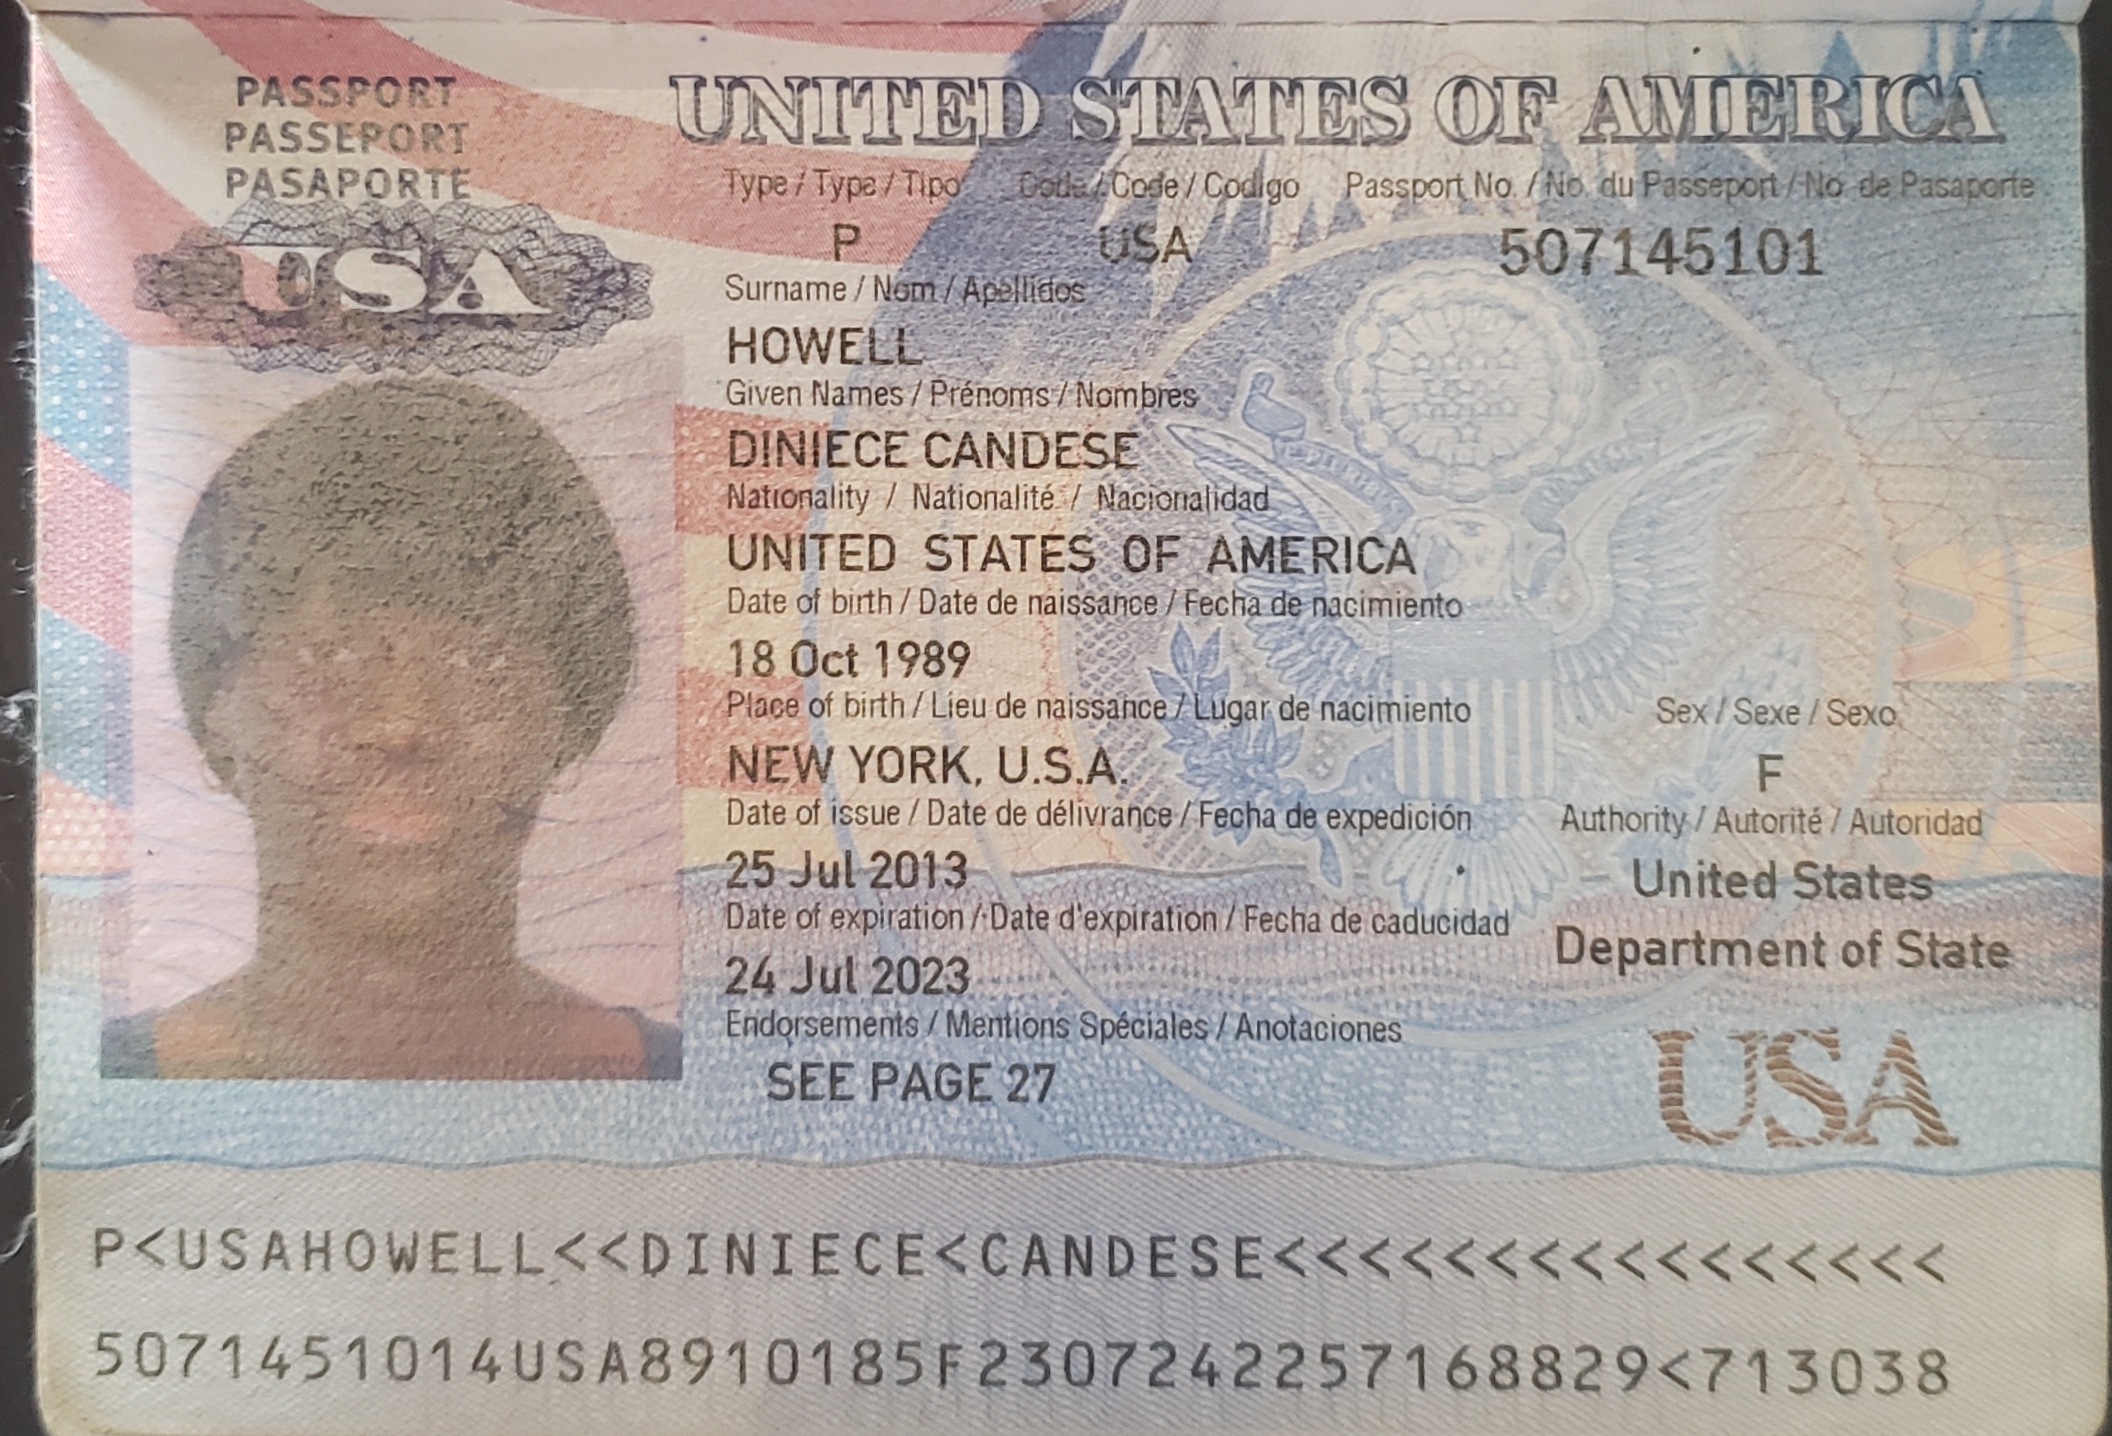 PASSPORT
PASSEPORT
PASAPORTE
USA
UNITED STATES OF AMERICA
Type / Type / Tipo Code / Code / Codigo Passport No. / No. du Passeport / No. de Pasaporte
P USA 507145101
Surname / Nom / Apellidos
HOWELL
Given Names / Prénoms / Nombres
DINIECE CANDESE
Nationality / Nationalité / Nacionalidad
UNITED STATES OF AMERICA
Date of birth / Date de naissance / Fecha de nacimiento
18 Oct 1989
Place of birth / Lieu de naissance / Lugar de nacimiento Sex / Sexe / Sexo
NEW YORK, U.S.A. F
Date of issue / Date de délivrance / Fecha de expedición Authority / Autorité / Autoridad
25 Jul 2013 United States
Date of expiration / Date d'expiration / Fecha de caducidad Department of State
24 Jul 2023
Endorsements / Mentions Spéciales / Anotaciones
SEE PAGE 27
USA
P<USAHOWELL<<DINIECE<CANDESE<<<<<<<<<<<<<<<<
5071451014USA8910185F2307242257168829<713038